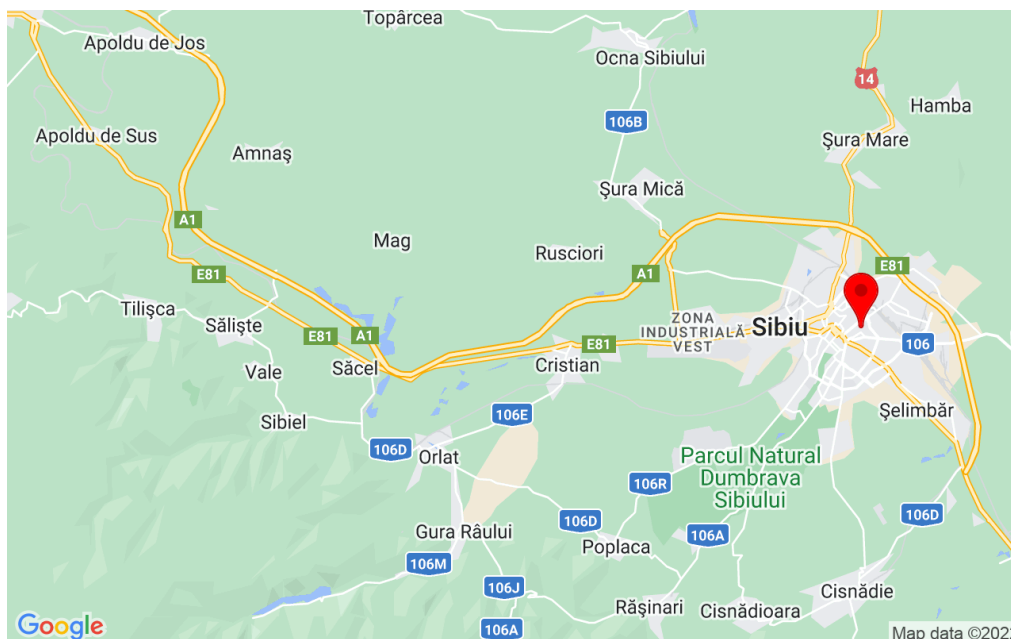 Topârcea
Apoldu de Jos
Ocna Sibiului
14
Hamba
106B
Apoldu de Sus
Şura Mare
Amnaş
Şura Mică
A1
Mag
Rusciori
E81
A1
E81
Tilişca
Sălişte
ZONA
INDUSTRIALĂ
VEST
Sibiu
E81
A1
E81
106
Vale
Săcel
Cristian
Sibiel
106E
Şelimbăr
106D
Orlat
Parcul Natural
Dumbrava
Sibiului
106R
Gura Râului
106D
106A
106D
Poplaca
106M
106J
Cisnădie
Răşinari
Cisnădioara
Google
106A
Map data ©2021